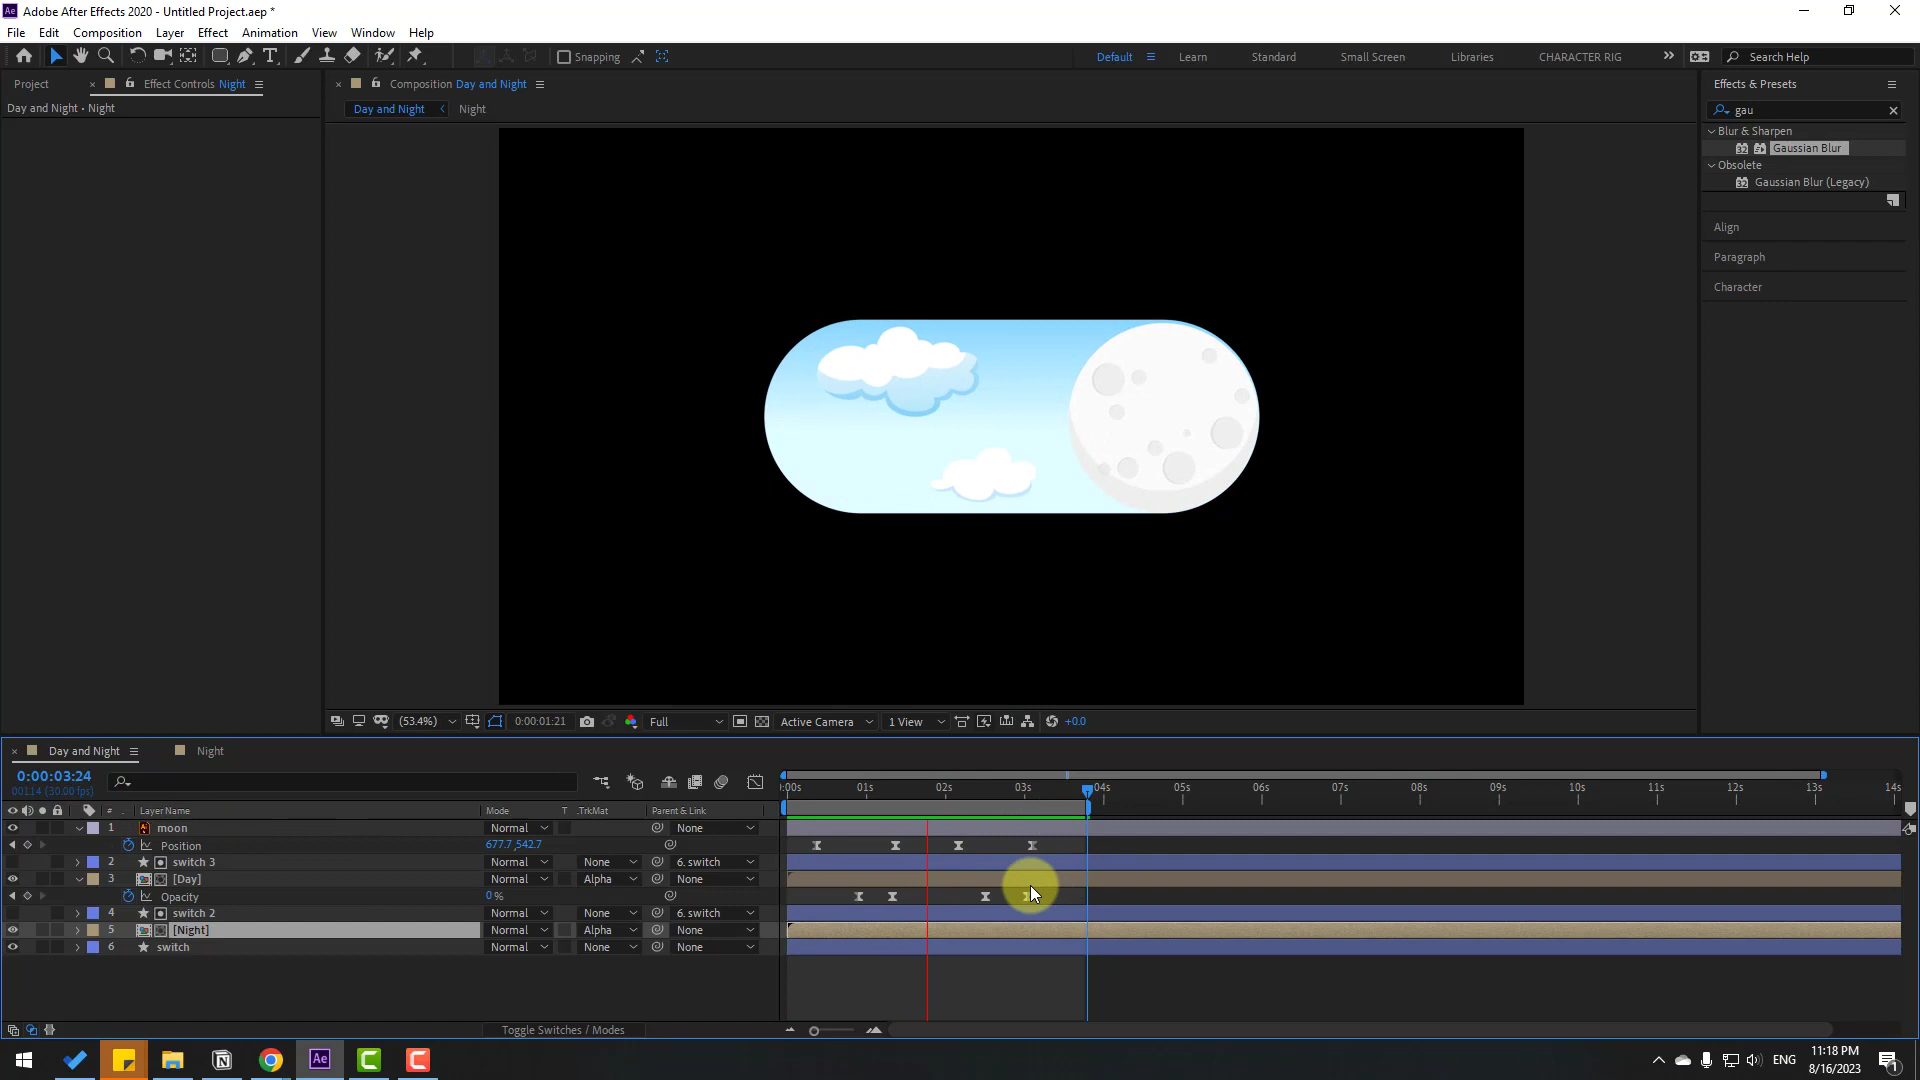 Adobe After Effects 2020 - Untitled Project.aep *
File Edit Composition Layer Effect Animation View Window Help
Snapping Default Learn Standard Small Screen Libraries CHARACTER RIG Search Help
Project Effect Controls Night Composition Day and Night Effects & Presets
Day and Night • Night Day and Night Night gau
Blur & Sharpen
32 Gaussian Blur
Obsolete
32 Gaussian Blur (Legacy)
Align
Paragraph
Character
(53.4%) 0:00:01:21 Full Active Camera 1 View +0.0
Day and Night Night
0:00:03:24
00114 (30.00 fps)
:00s 01s 02s 03s 04s 05s 06s 07s 08s 09s 10s 11s 12s 13s 14s
# Layer Name Mode T .TrkMat Parent & Link
1 moon Normal None
Position 677.7,542.7
2 switch 3 Normal None 6. switch
3 [Day] Normal Alpha None
Opacity 0 %
4 switch 2 Normal None 6. switch
5 [Night] Normal Alpha None
6 switch Normal None None
Toggle Switches / Modes
Ae
ENG 11:18 PM
8/16/2023
1